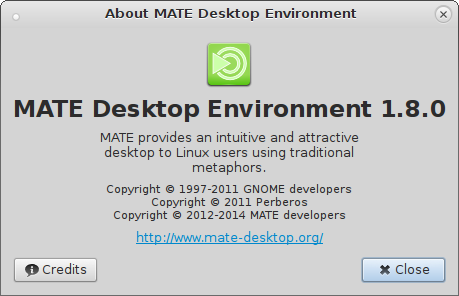 About MATE Desktop Environment
MATE Desktop Environment 1.8.0
MATE provides an intuitive and attractive
desktop to Linux users using traditional
metaphors.
Copyright © 1997-2011 GNOME developers
Copyright © 2011 Perberos
Copyright © 2012-2014 MATE developers
http://www.mate-desktop.org/
Credits
Close